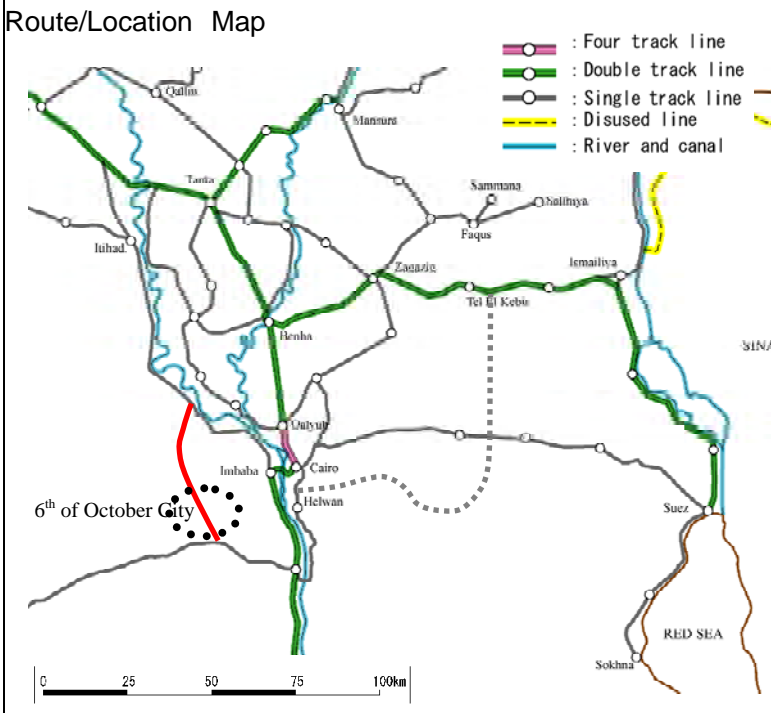 Route/Location Map
: Four track line
: Double track line
: Single track line
: Disused line
: River and canal
Qallin
Mansura
Tanta
Sammana
Salihiya
Faqus
Itihad.
Zagazig
Ismailiya
Tel El Kebir
Benha
SINA
Qalyub
Imbaba
Cairo
6th of October City
Helwan
Suez
RED SEA
Sokhna
0 25 50 75 100km